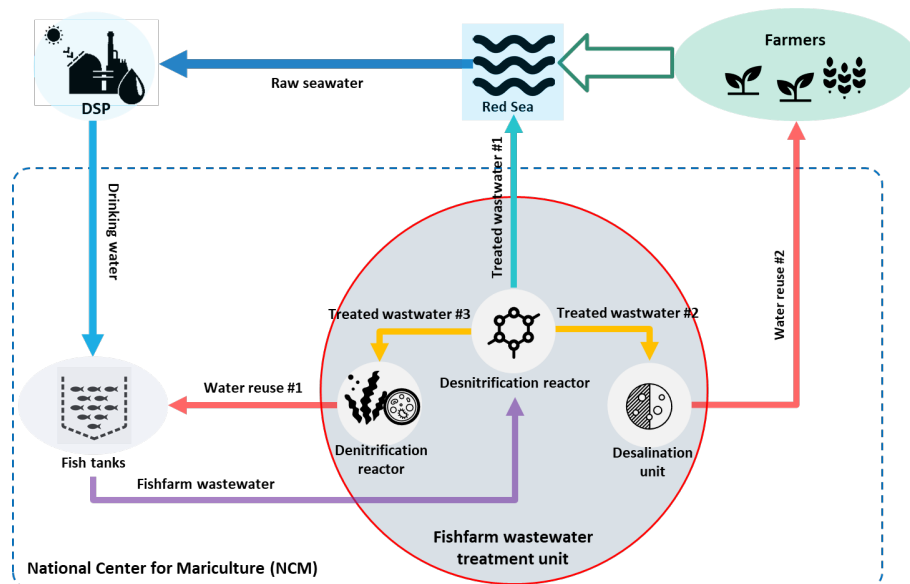 Farmers
DSP
Raw seawater
Red Sea
Drinking water
Treated wastwater #1
Water reuse #2
Treated wastwater #3
Treated wastwater #2
Desnitrification reactor
Water reuse #1
Fish tanks
Denitrification
reactor
Desalination
unit
Fishfarm wastewater
Fishfarm wastewater
treatment unit
National Center for Mariculture (NCM)